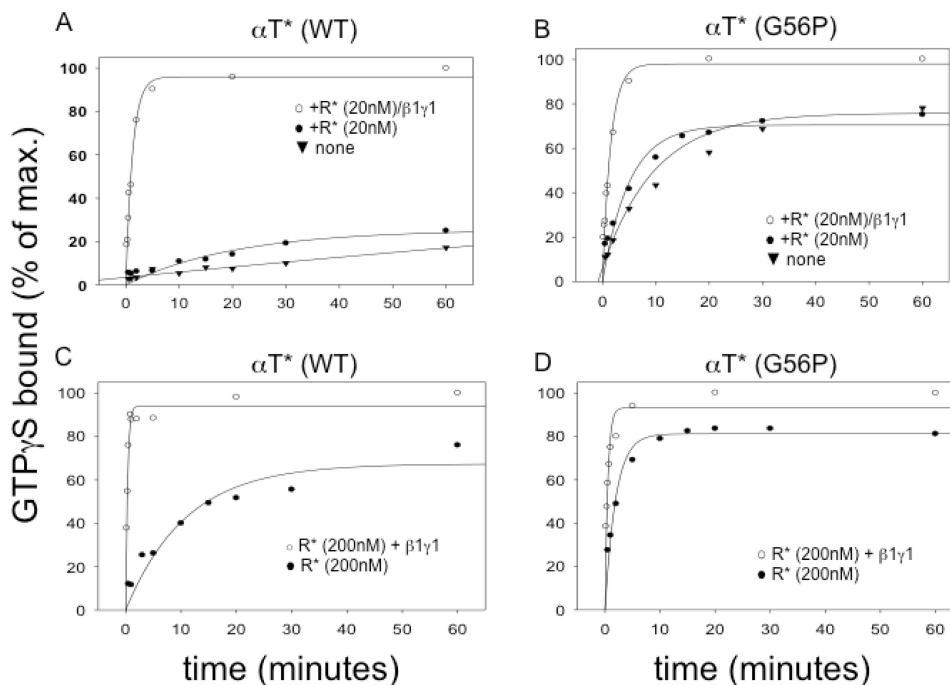 A
αT* (WT)
100
80
60
40
20
0
0 10 20 30 40 50 60
+R* (20nM)/β1γ1
+R* (20nM)
none
B
αT* (G56P)
100
80
60
40
20
0
0 10 20 30 40 50 60
+R* (20nM)/β1γ1
+R* (20nM)
none
GTPγS bound (% of max.)
C
αT* (WT)
100
80
60
40
20
0
0 10 20 30 40 50 60
R* (200nM) + β1γ1
R* (200nM)
D
αT* (G56P)
100
80
60
40
20
0
0 10 20 30 40 50 60
R* (200nM) + β1γ1
R* (200nM)
time (minutes)
time (minutes)